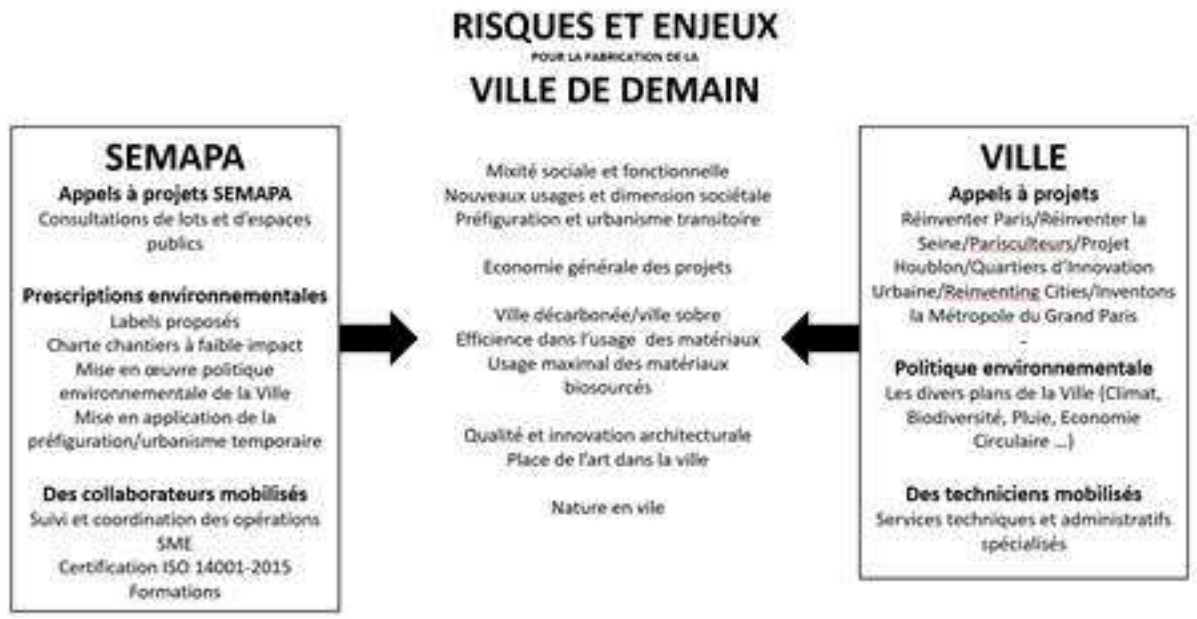 RISQUES ET ENJEUX
POUR LA FABRICATION DE LA
VILLE DE DEMAIN
SEMAPA
Appels à projets SEMAPA
Consultations de lots et d'espaces
publics
Prescriptions environnementales
Labels proposés
Charte chantiers à faible impact
Mise en œuvre politique
environnementale de la Ville
Mise en application de la
préfiguration/urbanisme temporaire
Des collaborateurs mobilisés
Suivi et coordination des opérations
SME
Certification ISO 14001-2015
Formations
Mixité sociale et fonctionnelle
Nouveaux usages et dimension sociétale
Préfiguration et urbanisme transitoire
Economie générale des projets
Ville décarbonée/ville sobre
Efficience dans l'usage des matériaux
Usage maximal des matériaux
biosourcés
Qualité et innovation architecturale
Place de l'art dans la ville
Nature en vile
VILLE
Appels à projets
Réinventer Paris/Réinventer la
Seine/Parisculteurs/Projet
Houblon/Quartiers d'Innovation
Urbaine/Reinventing Cities/Inventons
la Métropole du Grand Paris
-
Politique environnementale
Les divers plans de la Ville (Climat,
Biodiversité, Pluie, Economie
Circulaire ...)
Des techniciens mobilisés
Services techniques et administratifs
spécialisés